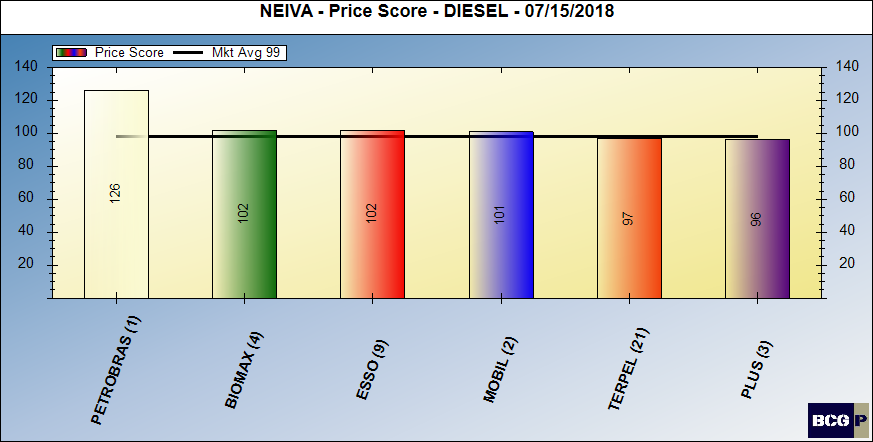 NEIVA - Price Score - DIESEL - 07/15/2018
Price Score Mkt Avg 99
140 140
120 120
100 100
80 80
60 60
40 40
20 20
126 102 102 101 97 96
PETROBRAS (1) BIOMAX (4) ESSO (9) MOBIL (2) TERPEL (21) PLUS (3)
BCG P